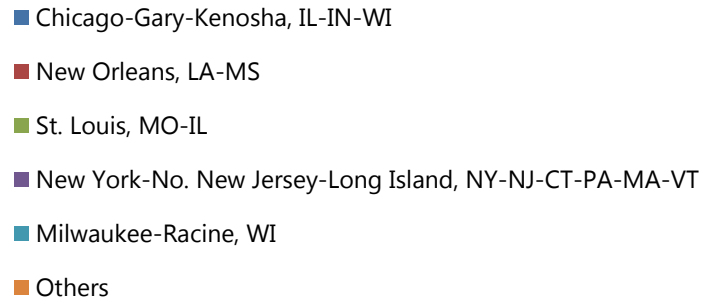 Chicago-Gary-Kenosha, IL-IN-WI
New Orleans, LA-MS
St. Louis, MO-IL
New York-No. New Jersey-Long Island, NY-NJ-CT-PA-MA-VT
Milwaukee-Racine, WI
Others